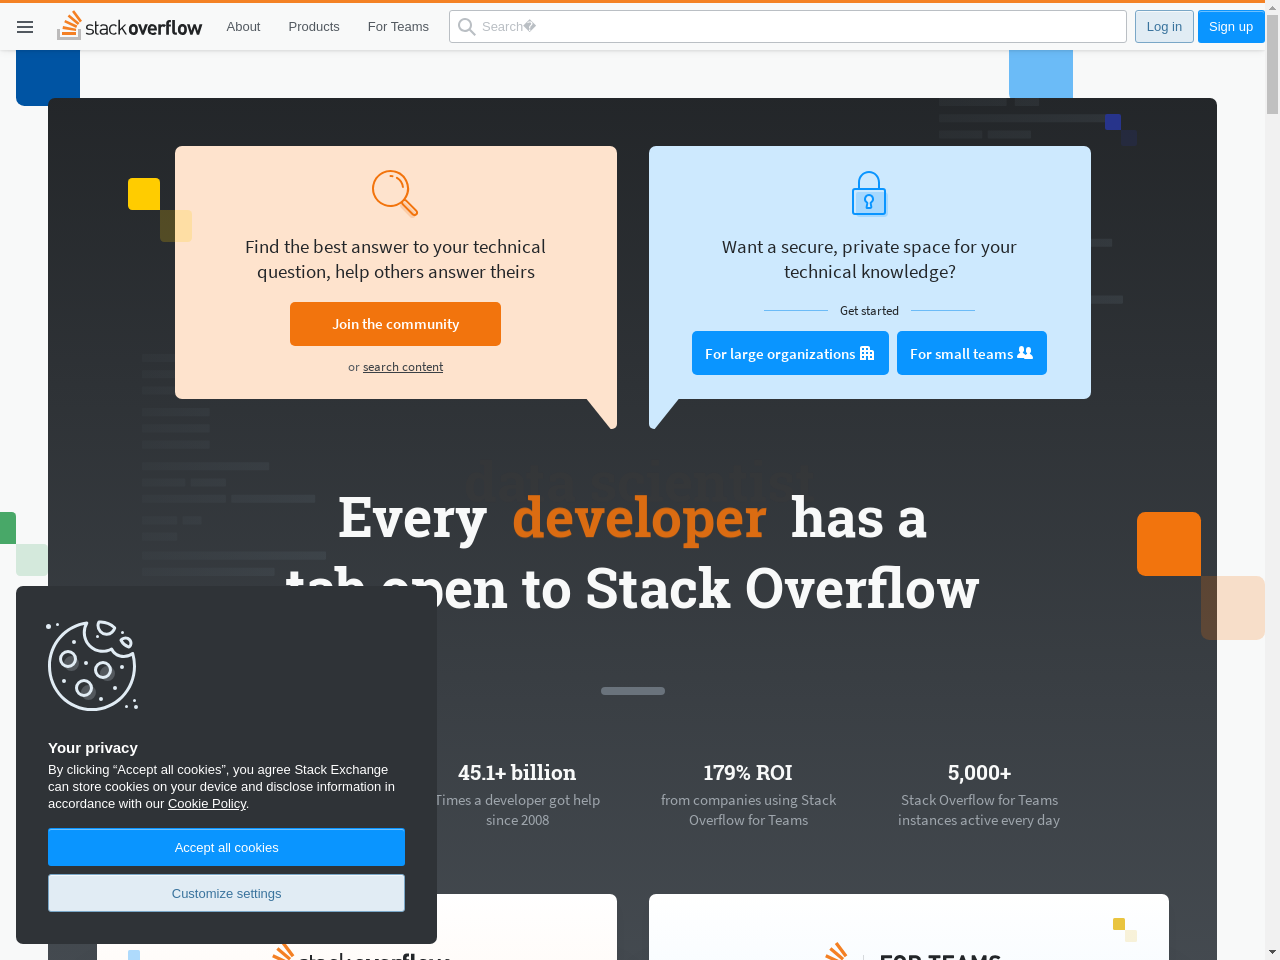 stackoverflow
About
Products
For Teams
Search�
Log in
Sign up
Find the best answer to your technical
question, help others answer theirs
Join the community
or search content
Want a secure, private space for your
technical knowledge?
Get started
For large organizations
For small teams
data scientist
Every developer has a
tab open to Stack Overflow
45.1+ billion
Times a developer got help
since 2008
179% ROI
from companies using Stack
Overflow for Teams
5,000+
Stack Overflow for Teams
instances active every day
Your privacy
By clicking “Accept all cookies”, you agree Stack Exchange
can store cookies on your device and disclose information in
accordance with our Cookie Policy.
Accept all cookies
Customize settings
stackoverflow
FOR TEAMS